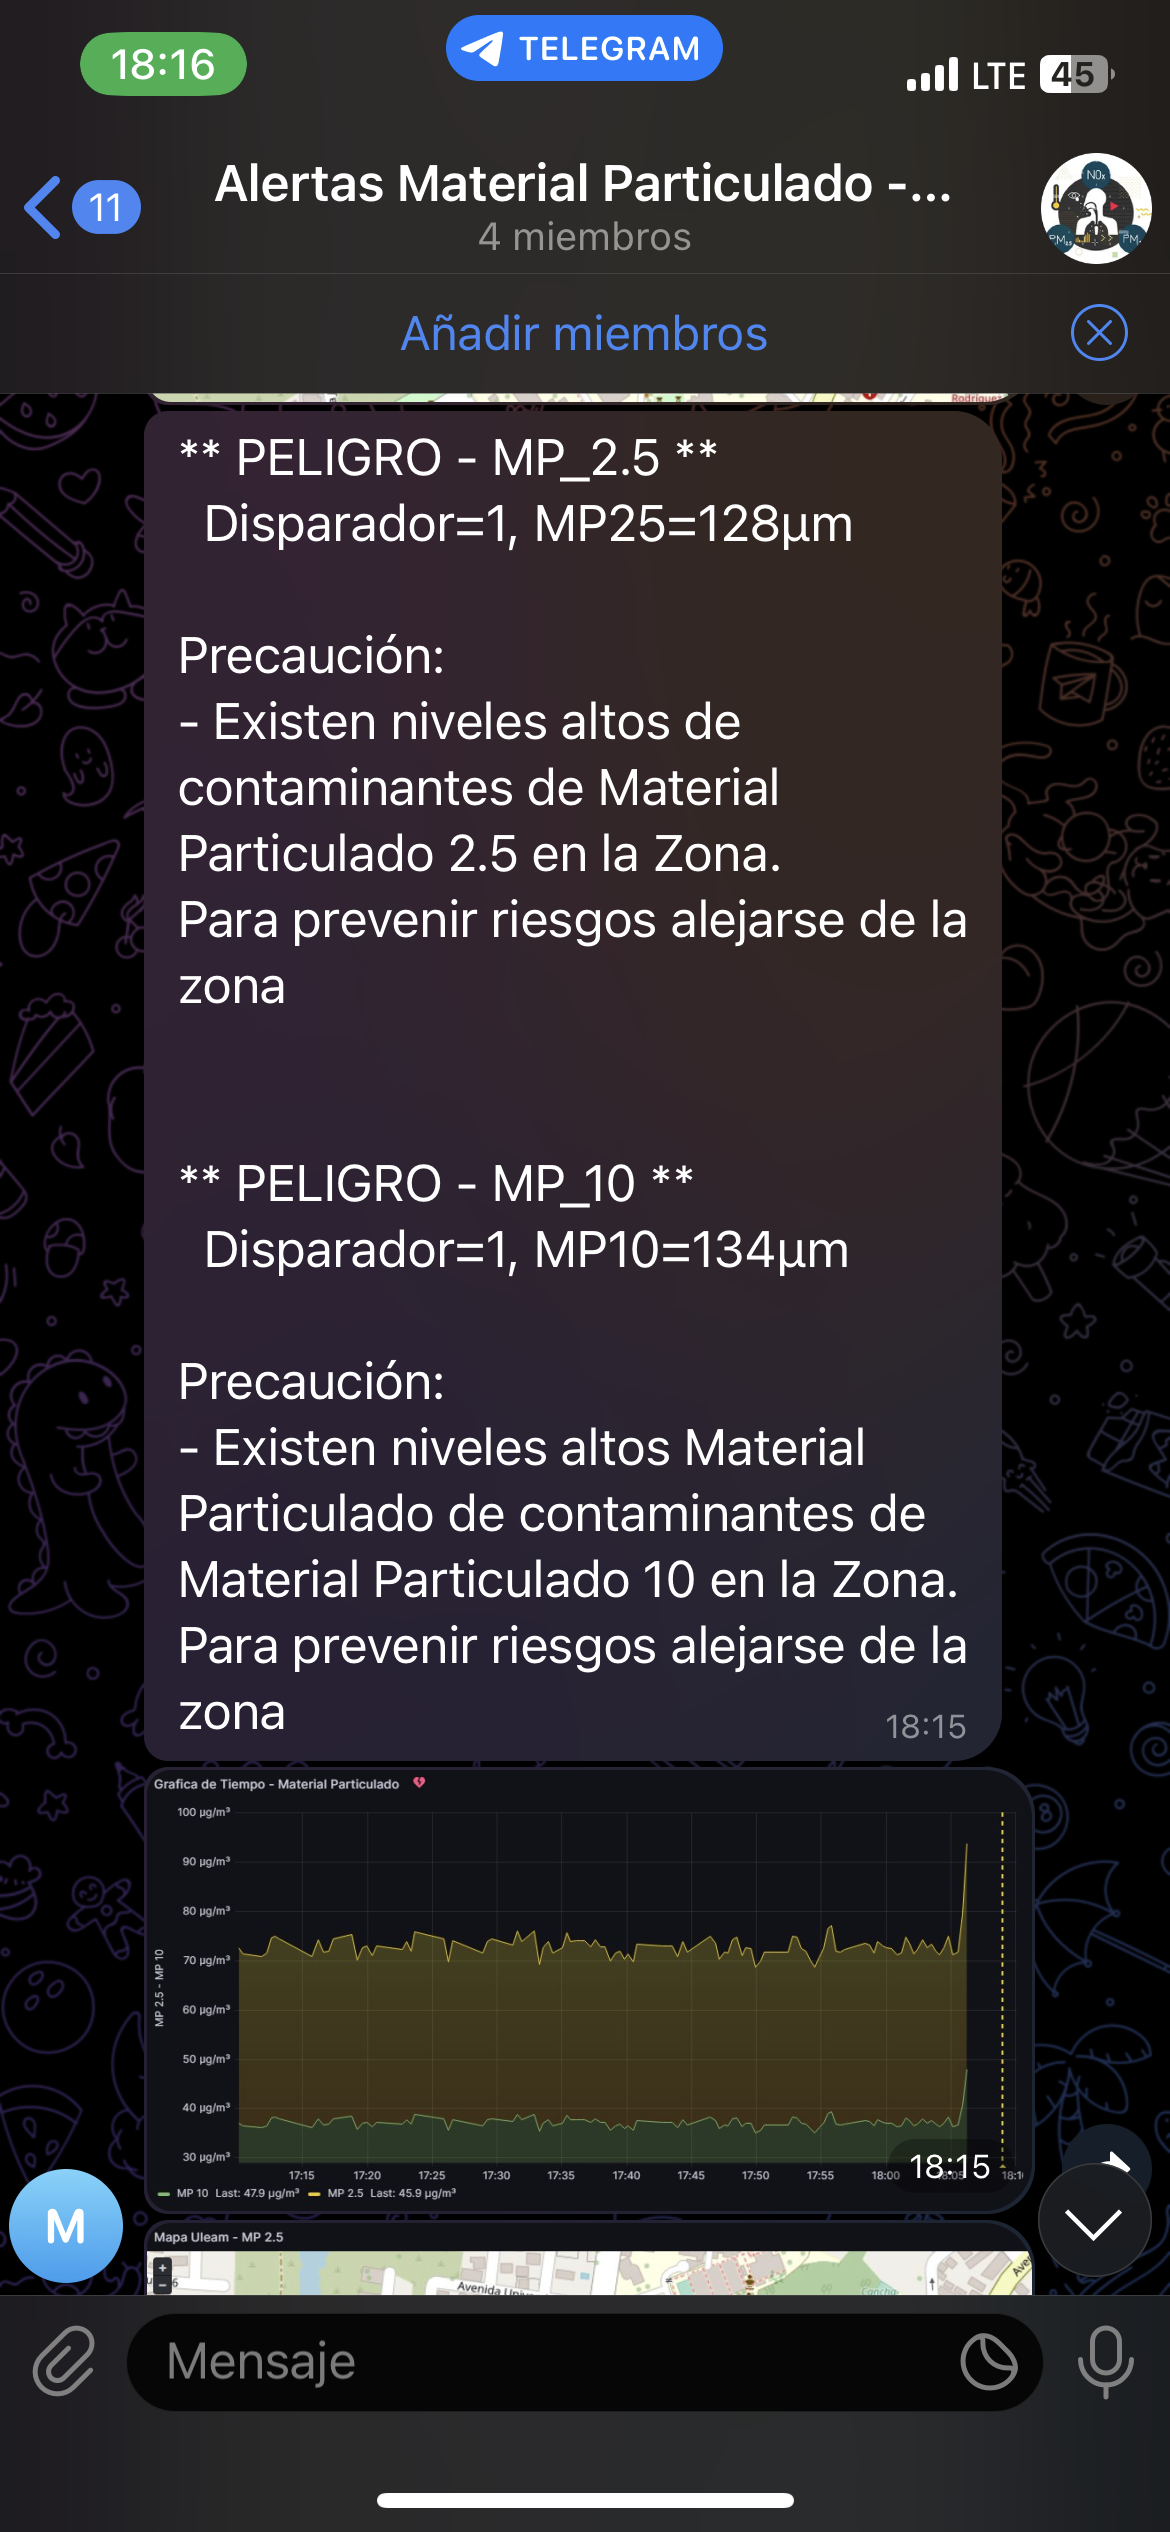 18:16
TELEGRAM
LTE 45
11
Alertas Material Particulado -...
4 miembros
Añadir miembros
Rodríguez
** PELIGRO - MP_2.5 **
Disparador=1, MP25=128µm
Precaución:
- Existen niveles altos de
contaminantes de Material
Particulado 2.5 en la Zona.
Para prevenir riesgos alejarse de la
zona
** PELIGRO - MP_10 **
Disparador=1, MP10=134µm
Precaución:
- Existen niveles altos Material
Particulado de contaminantes de
Material Particulado 10 en la Zona.
Para prevenir riesgos alejarse de la
zona
18:15
Grafica de Tiempo - Material Particulado
100 µg/m³
90 µg/m³
80 µg/m³
70 µg/m³
60 µg/m³
50 µg/m³
40 µg/m³
30 µg/m³
MP 2.5 - MP 10
17:15 17:20 17:25 17:30 17:35 17:40 17:45 17:50 17:55 18:00 18:05
18:15
MP 10 Last: 47.9 µg/m³ MP 2.5 Last: 45.9 µg/m³
M
Mapa Uleam - MP 2.5
+
−
Avenida
Cancha
Mensaje